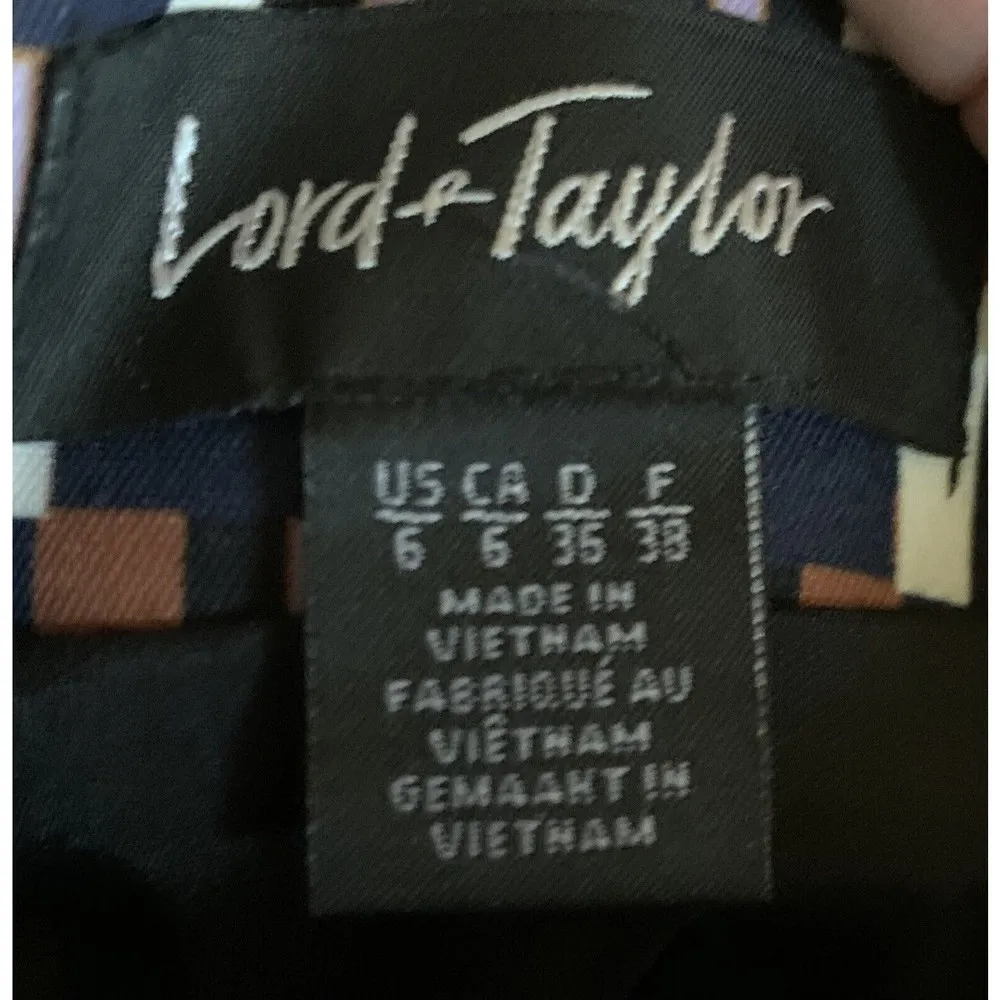 Lord + Taylor
US CA D F
6 6 36 38
MADE IN
VIETNAM
FABRIQUÉ AU
VIÊTNAM
GEMAAKT IN
VIETNAM